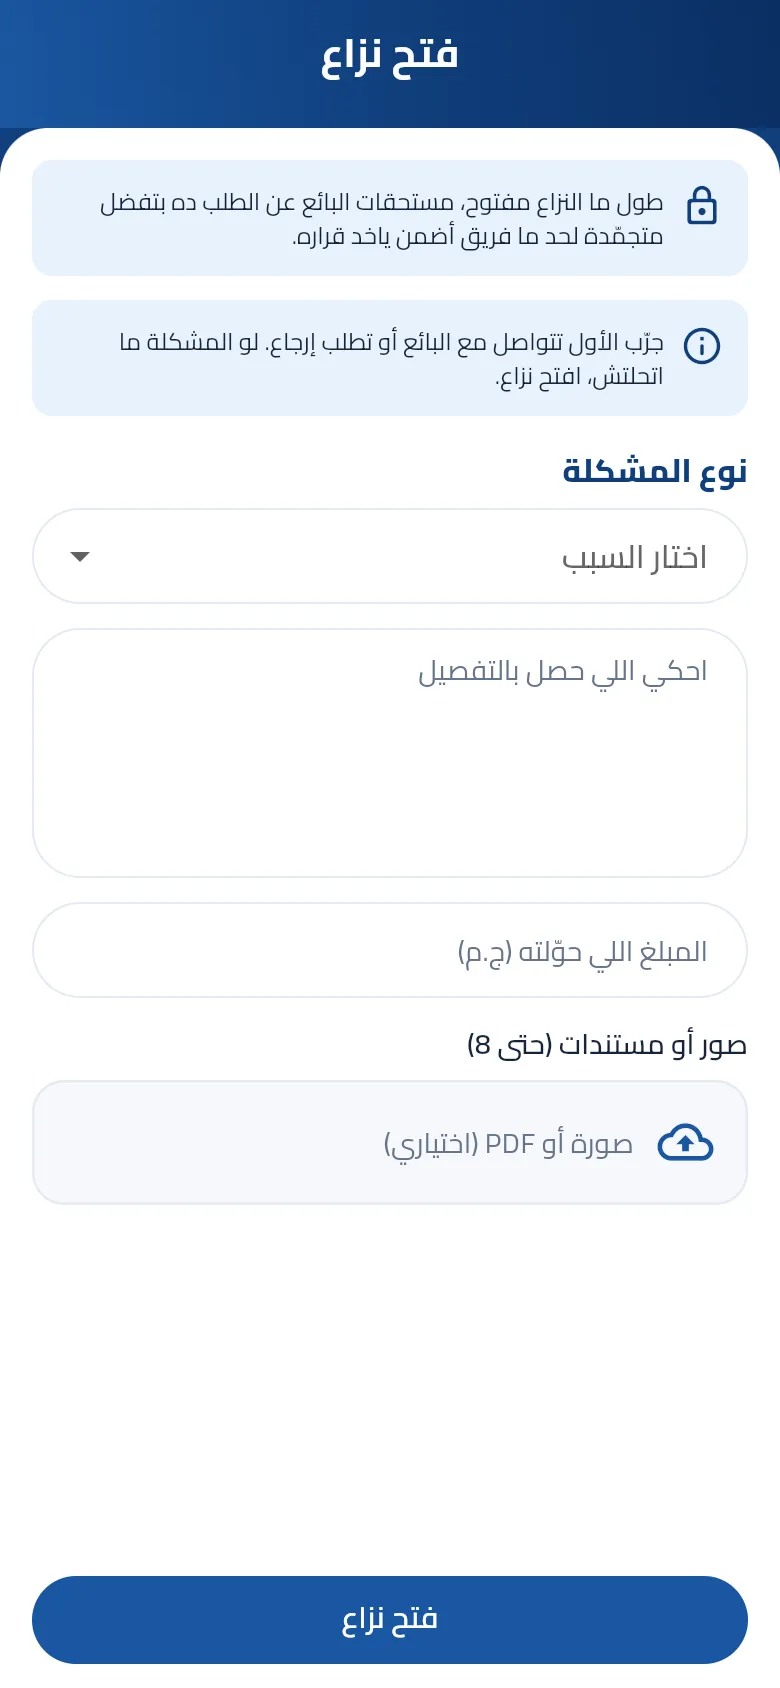 فتح نزاع
طول ما النزاع مفتوح، مستحقات البائع عن الطلب ده بتفضل
متجمّدة لحد ما فريق أضمن ياخد قراره.
جرّب الأول تتواصل مع البائع أو تطلب إرجاع. لو المشكلة ما
اتحلتش، افتح نزاع.
نوع المشكلة
اختار السبب
احكي اللي حصل بالتفصيل
المبلغ اللي حوّلته (ج.م)
صور أو مستندات (حتى 8)
صورة أو PDF (اختياري)
فتح نزاع